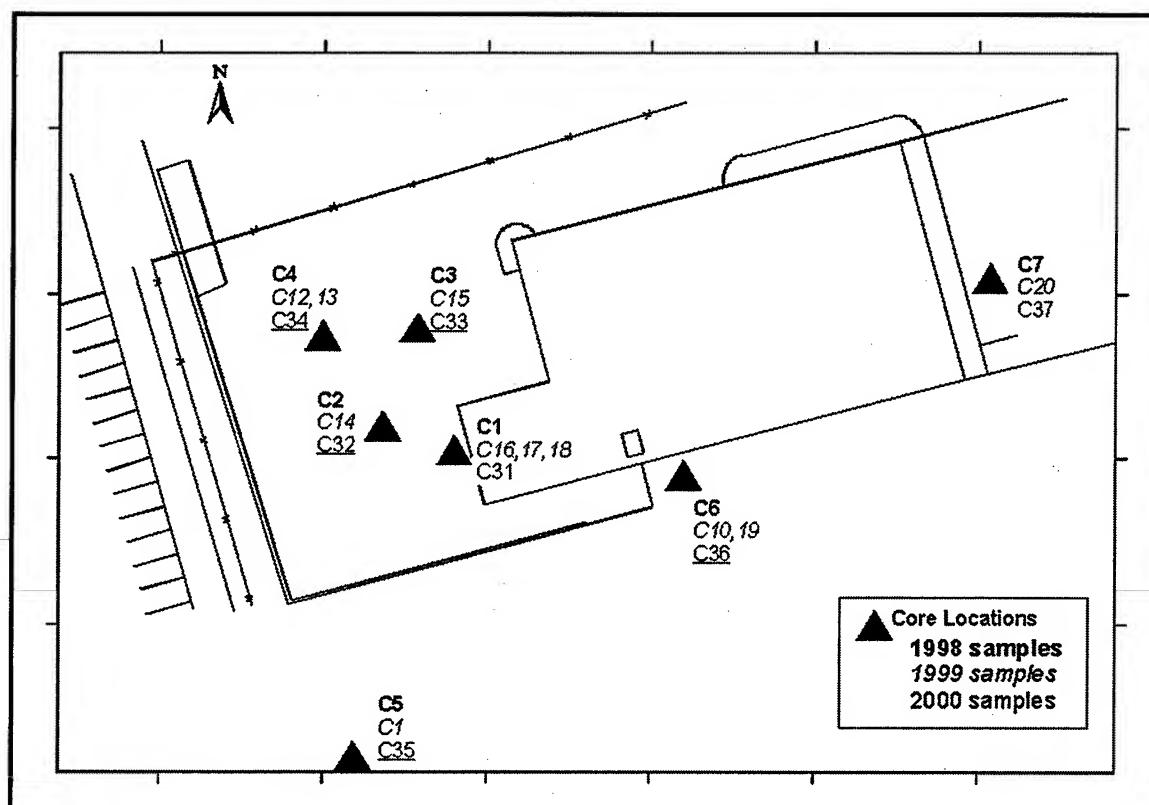 N
C4
C12, 13
C34
C3
C15
C33
C7
C20
C37
C2
C14
C32
C1
C16, 17, 18
C31
C6
C10, 19
C36
C5
C1
C35
Core Locations
1998 samples
1999 samples
2000 samples